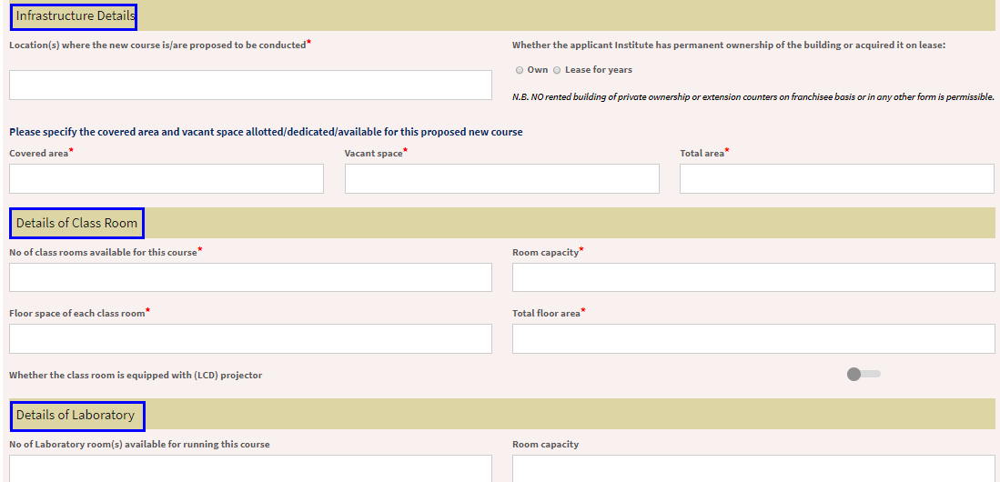 Infrastructure Details
Location(s) where the new course is/are proposed to be conducted*
Whether the applicant Institute has permanent ownership of the building or acquired it on lease:
Own Lease for years
N.B. NO rented building of private ownership or extension counters on franchisee basis or in any other form is permissible.
Please specify the covered area and vacant space allotted/dedicated/available for this proposed new course
Covered area* Vacant space* Total area*
Details of Class Room
No of class rooms available for this course* Room capacity*
Floor space of each class room* Total floor area*
Whether the class room is equipped with (LCD) projector
Details of Laboratory
No of Laboratory room(s) available for running this course Room capacity